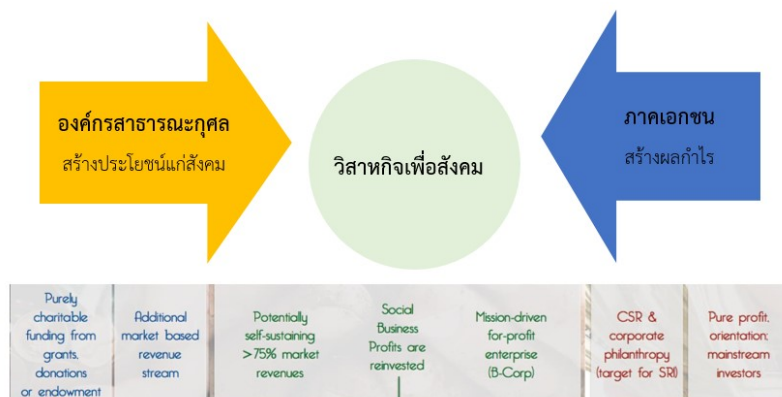 องค์กรสาธารณะกุศล
สร้างประโยชน์แก่สังคม
วิสาหกิจเพื่อสังคม
ภาคเอกชน
สร้างผลกำไร
Purely
charitable
funding from
grants,
donations
or endowment
Additional
market based
revenue
stream
Potentially
self-sustaining
>75% market
revenues
Social
Business
Profits are
reinvested
Mission-driven
for-profit
enterprise
(B-Corp)
CSR &
corporate
philanthropy
(target for SRI)
Pure profit,
orientation:
mainstream
investors